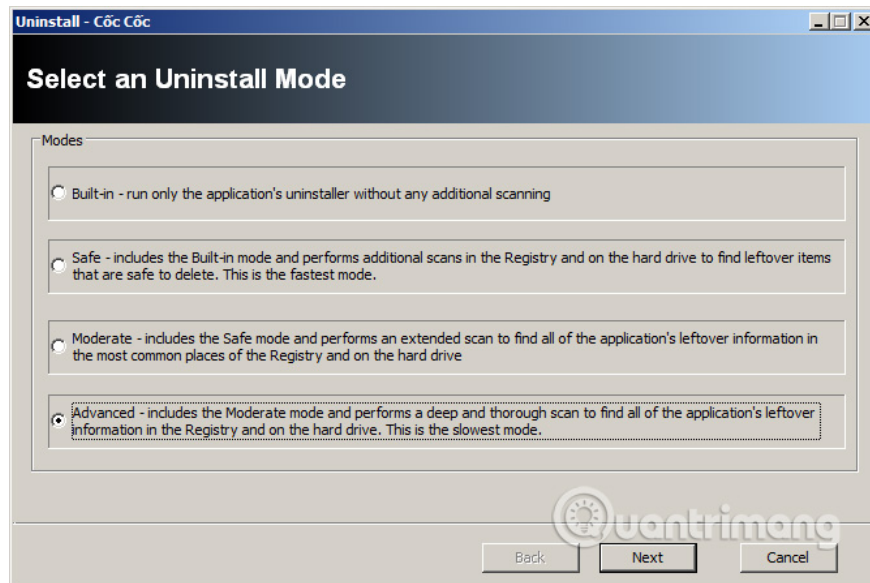 Uninstall - Cốc Cốc
Select an Uninstall Mode
Modes
Built-in - run only the application's uninstaller without any additional scanning
Safe - includes the Built-in mode and performs additional scans in the Registry and on the hard drive to find leftover items
that are safe to delete. This is the fastest mode.
Moderate - includes the Safe mode and performs an extended scan to find all of the application's leftover information in
the most common places of the Registry and on the hard drive
Advanced - includes the Moderate mode and performs a deep and thorough scan to find all of the application's leftover
information in the Registry and on the hard drive. This is the slowest mode.
Quantrimang
Back Next Cancel